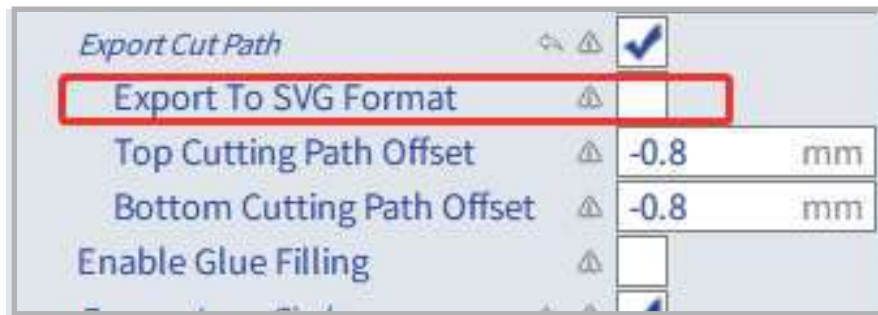 Export Cut Path
Export To SVG Format
Top Cutting Path Offset -0.8 mm
Bottom Cutting Path Offset -0.8 mm
Enable Glue Filling